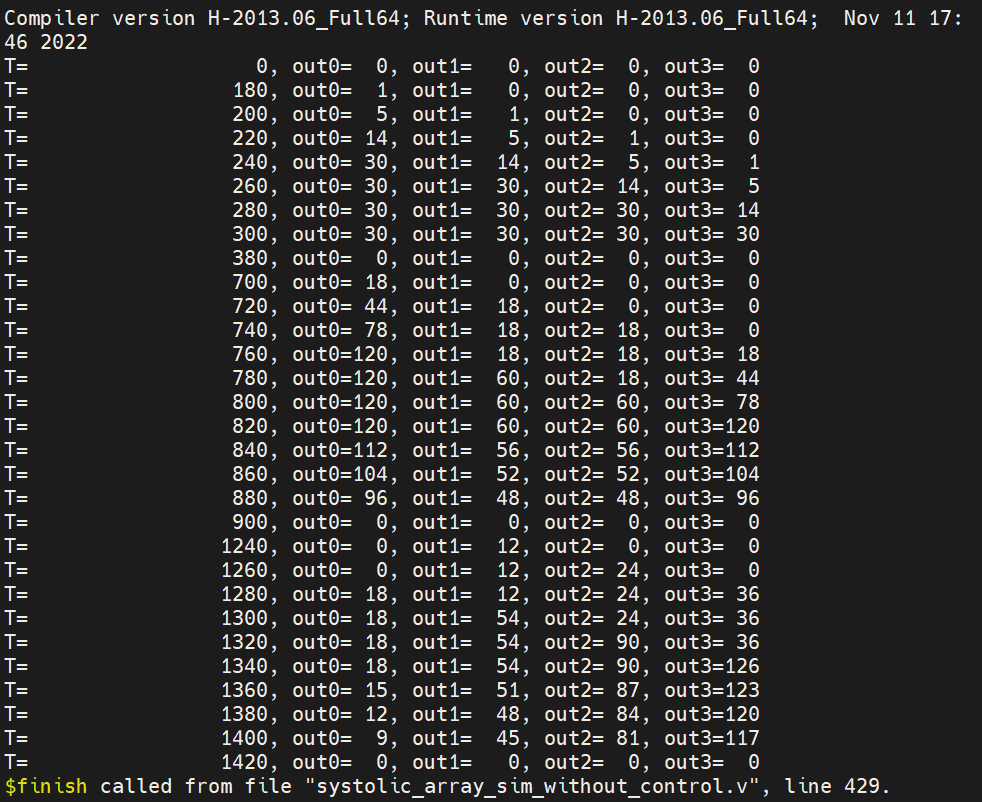 Compiler version H-2013.06_Full64; Runtime version H-2013.06_Full64;  Nov 11 17:
46 2022
T=                   0, out0=  0, out1=   0, out2=  0, out3=  0
T=                 180, out0=  1, out1=   0, out2=  0, out3=  0
T=                 200, out0=  5, out1=   1, out2=  0, out3=  0
T=                 220, out0= 14, out1=   5, out2=  1, out3=  0
T=                 240, out0= 30, out1=  14, out2=  5, out3=  1
T=                 260, out0= 30, out1=  30, out2= 14, out3=  5
T=                 280, out0= 30, out1=  30, out2= 30, out3= 14
T=                 300, out0= 30, out1=  30, out2= 30, out3= 30
T=                 380, out0=  0, out1=   0, out2=  0, out3=  0
T=                 700, out0= 18, out1=   0, out2=  0, out3=  0
T=                 720, out0= 44, out1=  18, out2=  0, out3=  0
T=                 740, out0= 78, out1=  18, out2= 18, out3=  0
T=                 760, out0=120, out1=  18, out2= 18, out3= 18
T=                 780, out0=120, out1=  60, out2= 18, out3= 44
T=                 800, out0=120, out1=  60, out2= 60, out3= 78
T=                 820, out0=120, out1=  60, out2= 60, out3=120
T=                 840, out0=112, out1=  56, out2= 56, out3=112
T=                 860, out0=104, out1=  52, out2= 52, out3=104
T=                 880, out0= 96, out1=  48, out2= 48, out3= 96
T=                 900, out0=  0, out1=   0, out2=  0, out3=  0
T=                1240, out0=  0, out1=  12, out2=  0, out3=  0
T=                1260, out0=  0, out1=  12, out2= 24, out3=  0
T=                1280, out0= 18, out1=  12, out2= 24, out3= 36
T=                1300, out0= 18, out1=  54, out2= 24, out3= 36
T=                1320, out0= 18, out1=  54, out2= 90, out3= 36
T=                1340, out0= 18, out1=  54, out2= 90, out3=126
T=                1360, out0= 15, out1=  51, out2= 87, out3=123
T=                1380, out0= 12, out1=  48, out2= 84, out3=120
T=                1400, out0=  9, out1=  45, out2= 81, out3=117
T=                1420, out0=  0, out1=   0, out2=  0, out3=  0
$finish called from file "systolic_array_sim_without_control.v", line 429.